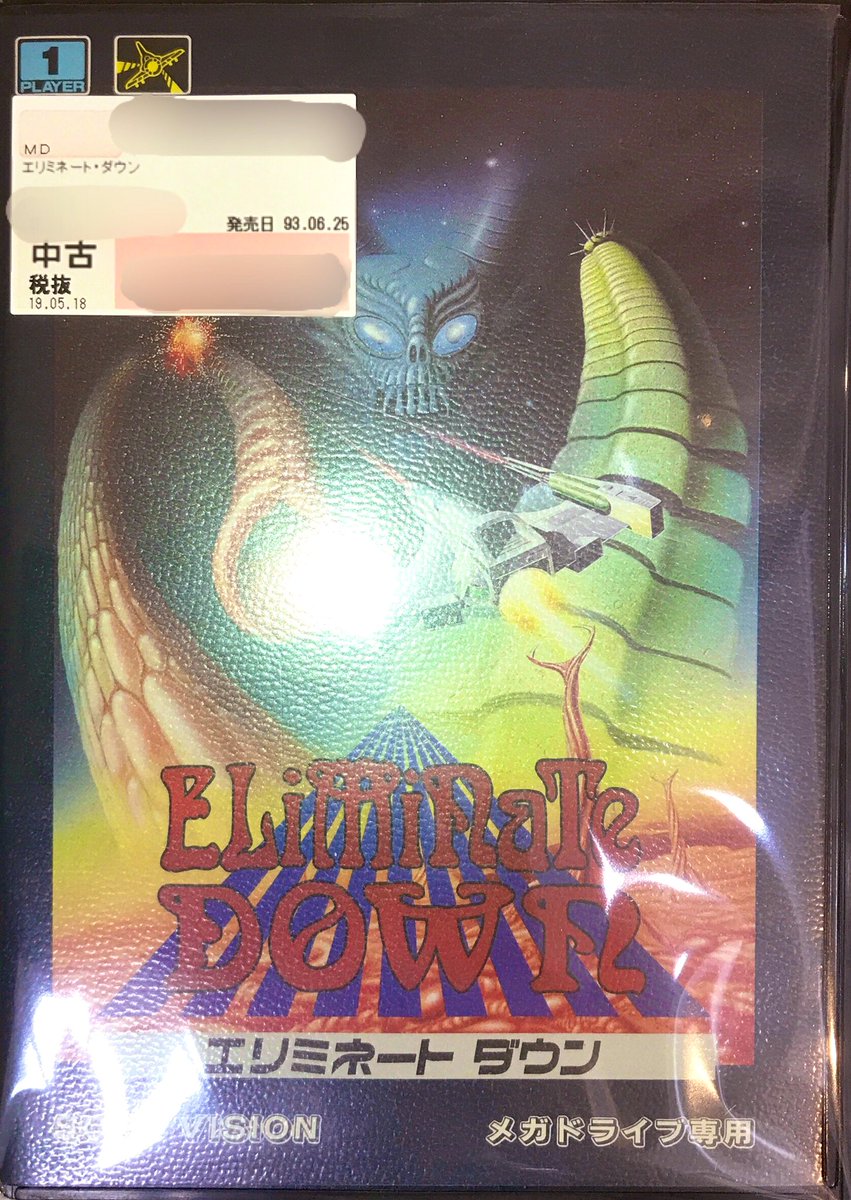 1
PLAYER
MD
エリミネート・ダウン
発売日 93.06.25
中古
税抜
19.05.18
ELiMiNaTe
DOWN
エリミネート ダウン
VISION
メガドライブ専用